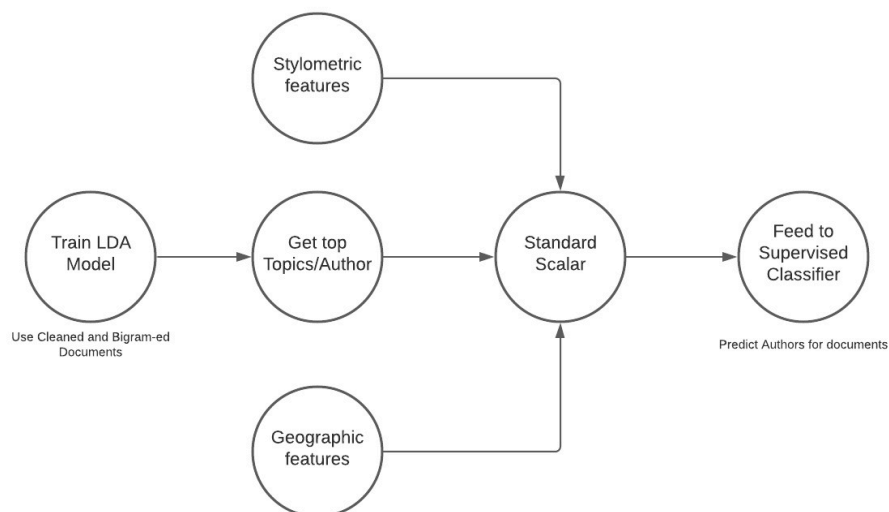 Stylometric
features
Train LDA
Model
Use Cleaned and Bigram-ed
Documents
Get top
Topics/Author
Standard
Scalar
Feed to
Supervised
Classifier
Predict Authors for documents
Geographic
features